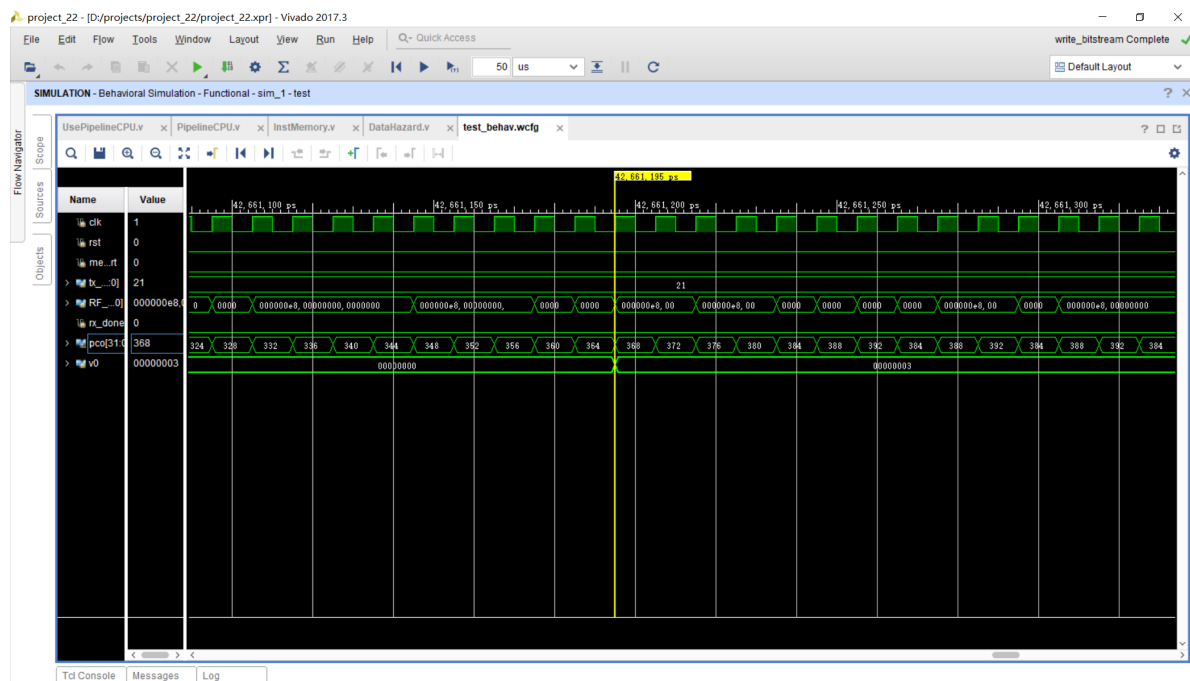 project_22 - [D:/projects/project_22/project_22.xpr] - Vivado 2017.3
File Edit Flow Tools Window Layout View Run Help Q- Quick Access write_bitstream Complete
50 us Default Layout
SIMULATION - Behavioral Simulation - Functional - sim_1 - test
Flow Navigator
Scope
Sources
Objects
UsePipelineCPU.v PipelineCPU.v InstMemory.v DataHazard.v test_behav.wcfg
42,661,195 ps
Name Value
42,661,100 ps 42,661,150 ps 42,661,200 ps 42,661,250 ps 42,661,300 ps
clk 1
rst 0
me...rt 0
tx_...:0] 21 21
RF_...0] 000000e8,0 0 0000 000000e8,00000000,0000000 000000e8,00000000, 0000 0000 000000e8,00 000000e8,00 0000 0000 0000 0000 000000e8,00 0000 000000e8,00000000
rx_done 0
pco[31:0 368 324 328 332 336 340 344 348 352 356 360 364 368 372 376 380 384 388 392 384 388 392 384 388 392 384
v0 00000003 00000000 00000003
Tcl Console Messages Log